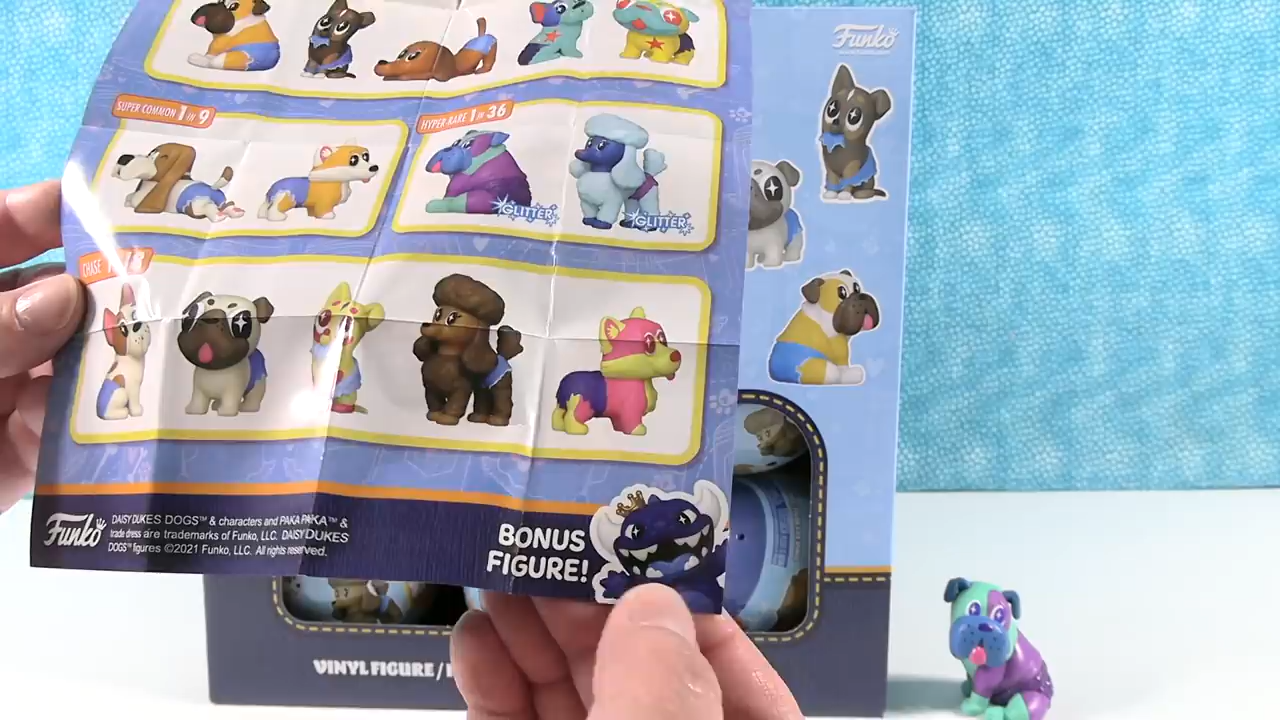 Funko
SUPER COMMON 1 IN 9
HYPER RARE 1 IN 36
GLITTER
GLITTER
CHASE
Funko
DAISY DUKES DOGS™ & characters and PAKA PAKA™ &
trade dress are trademarks of Funko, LLC. DAISY DUKES
DOGS™ figures ©2021 Funko, LLC. All rights reserved.
BONUS
FIGURE!
VINYL FIGURE /